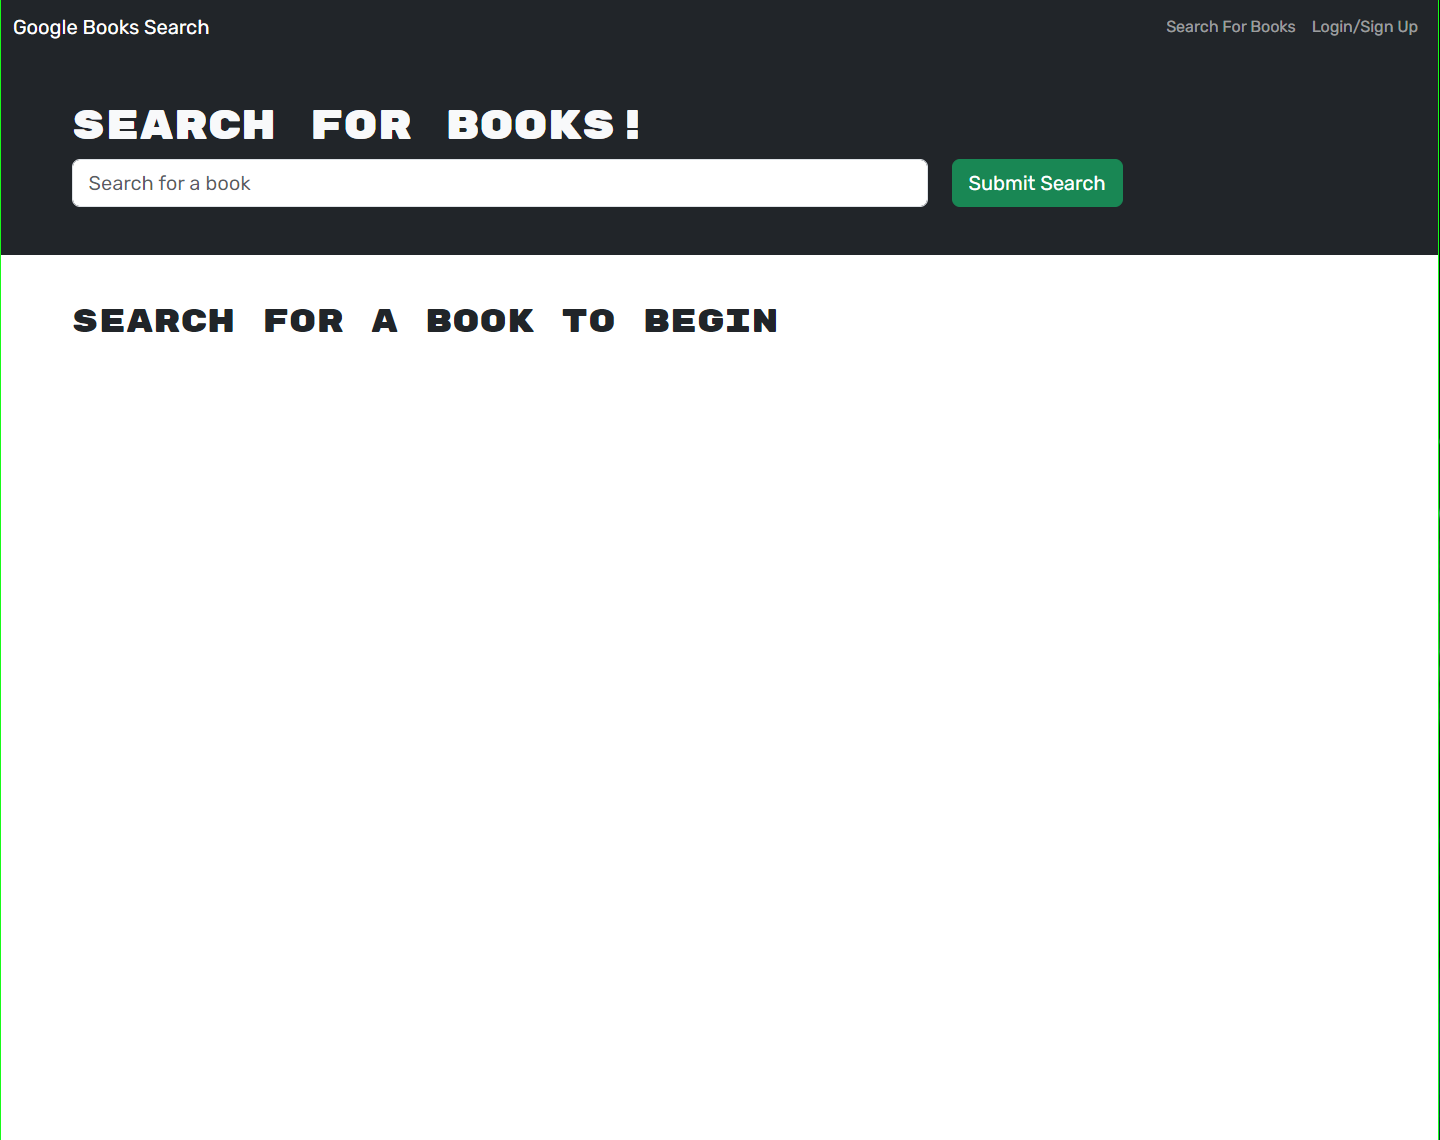 Google Books Search
Search For Books
Login/Sign Up
SEARCH FOR BOOKS!
Search for a book
Submit Search
SEARCH FOR A BOOK TO BEGIN